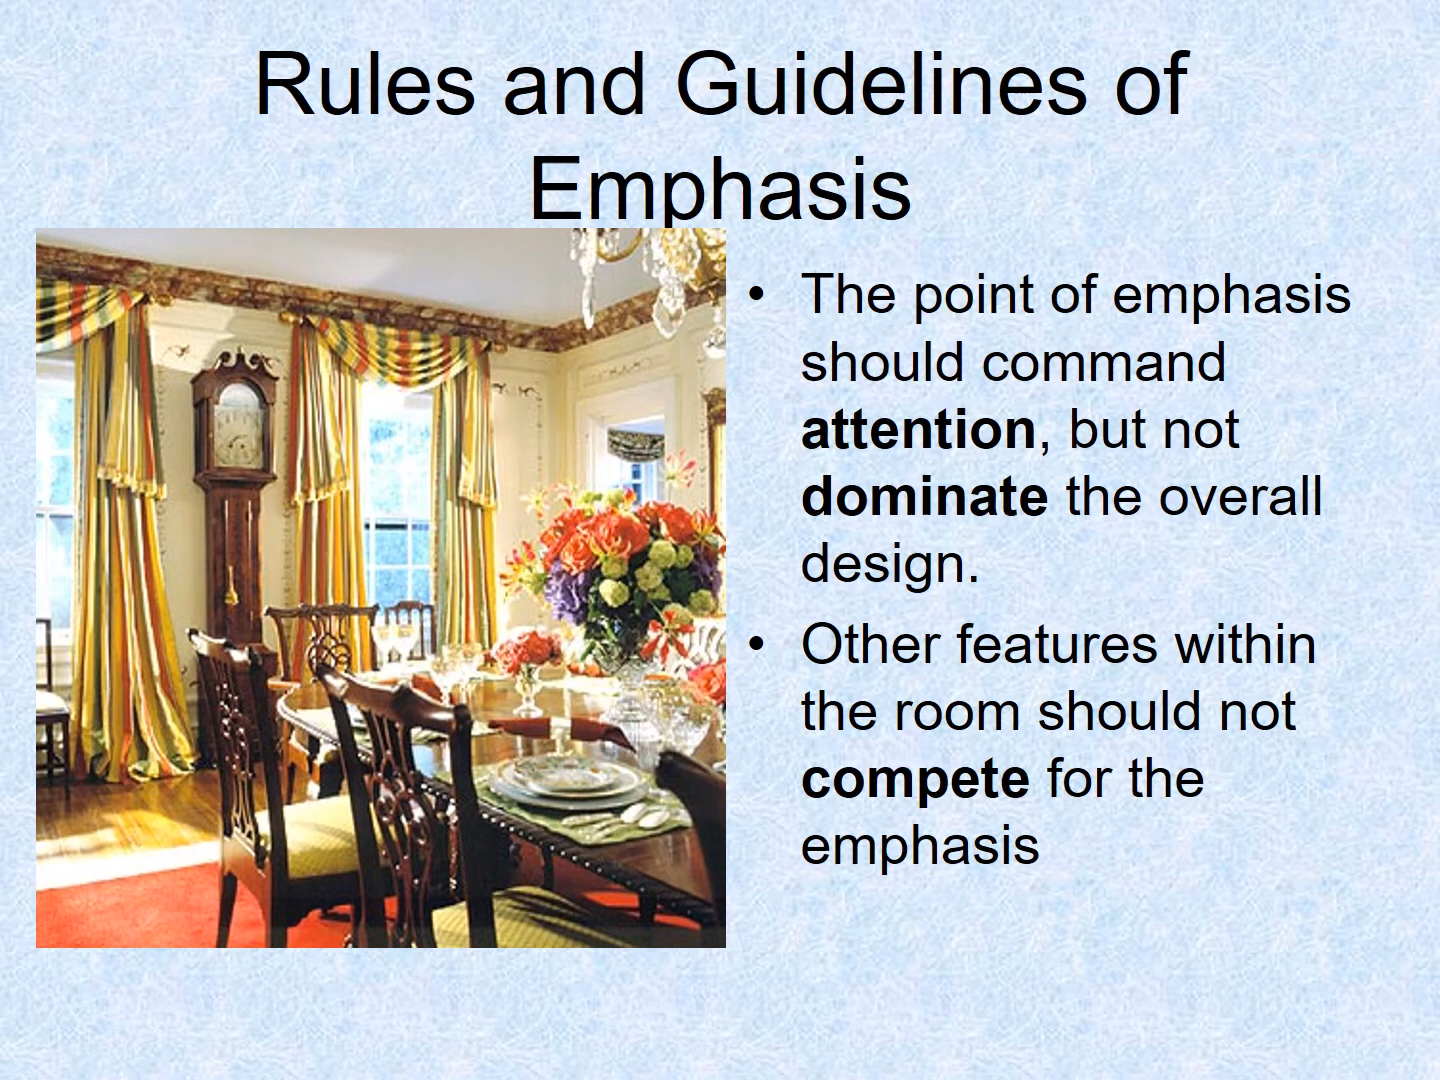 Rules and Guidelines of
Emphasis
• The point of emphasis
should command
attention, but not
dominate the overall
design.
• Other features within
the room should not
compete for the
emphasis